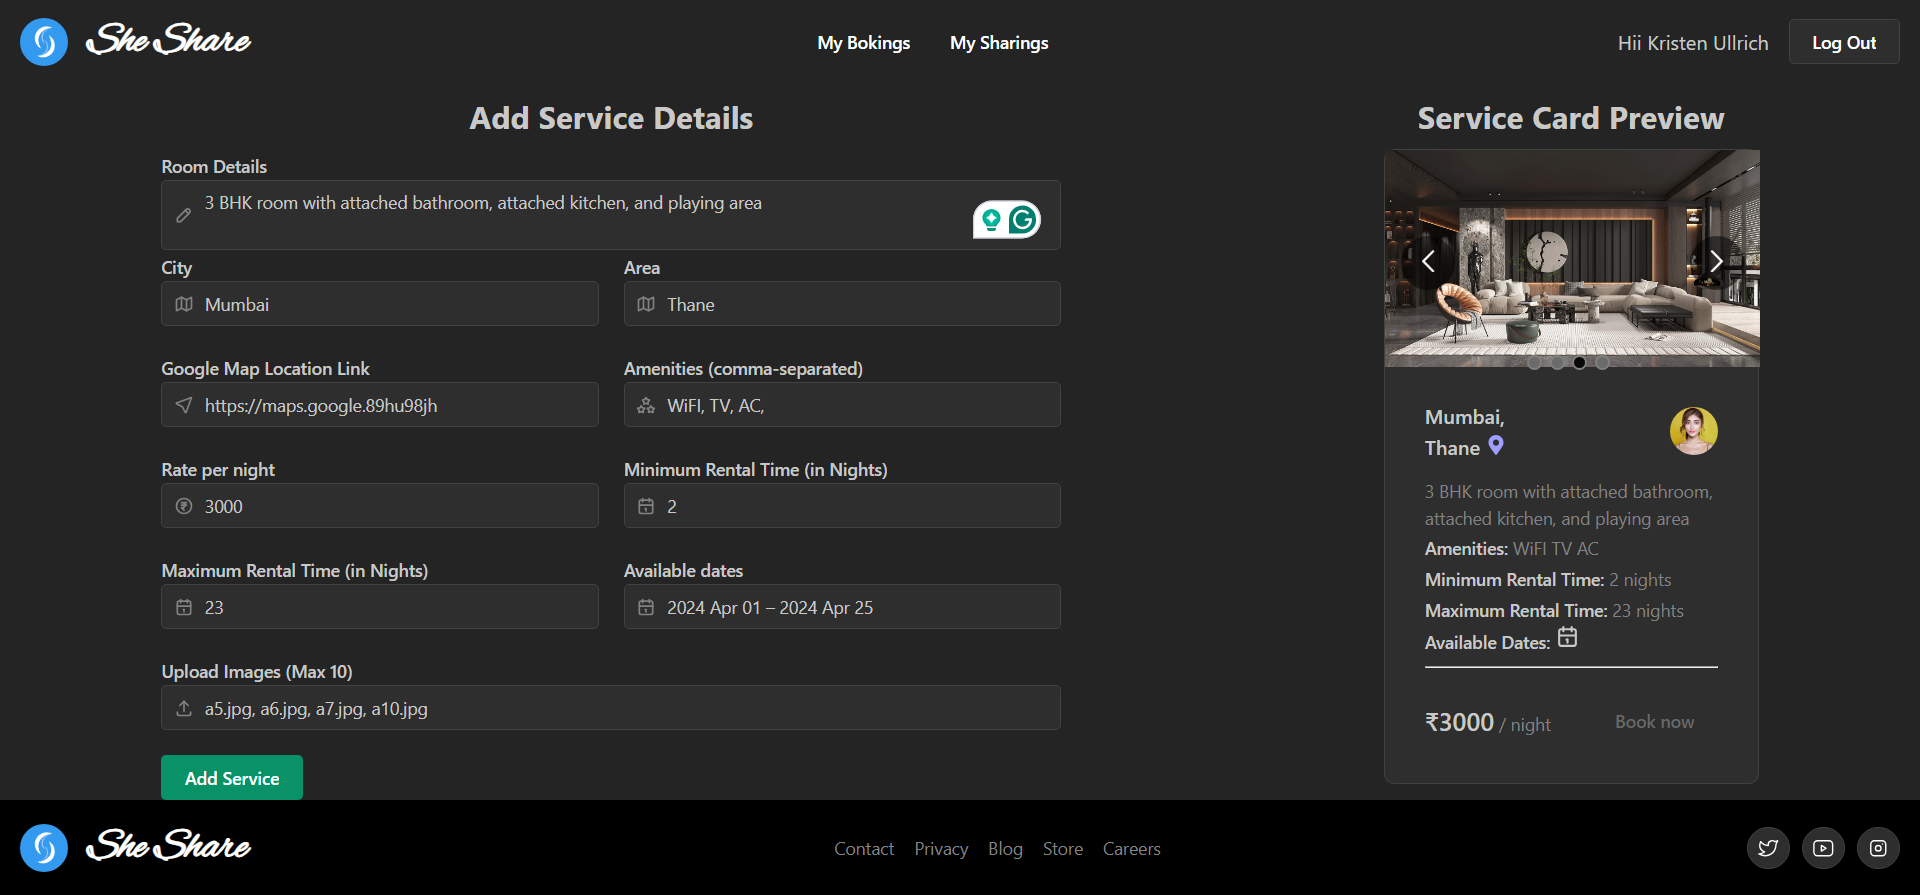 She Share
My Bokings
My Sharings
Hii Kristen Ullrich
Log Out
Add Service Details
Room Details
3 BHK room with attached bathroom, attached kitchen, and playing area
City
Area
Mumbai
Thane
Google Map Location Link
Amenities (comma-separated)
https://maps.google.89hu98jh
WiFI, TV, AC,
Rate per night
Minimum Rental Time (in Nights)
3000
2
Maximum Rental Time (in Nights)
Available dates
23
2024 Apr 01 – 2024 Apr 25
Upload Images (Max 10)
a5.jpg, a6.jpg, a7.jpg, a10.jpg
Add Service
Service Card Preview
Mumbai,
Thane
3 BHK room with attached bathroom,
attached kitchen, and playing area
Amenities: WiFI TV AC
Minimum Rental Time: 2 nights
Maximum Rental Time: 23 nights
Available Dates:
₹3000 / night
Book now
She Share
Contact
Privacy
Blog
Store
Careers